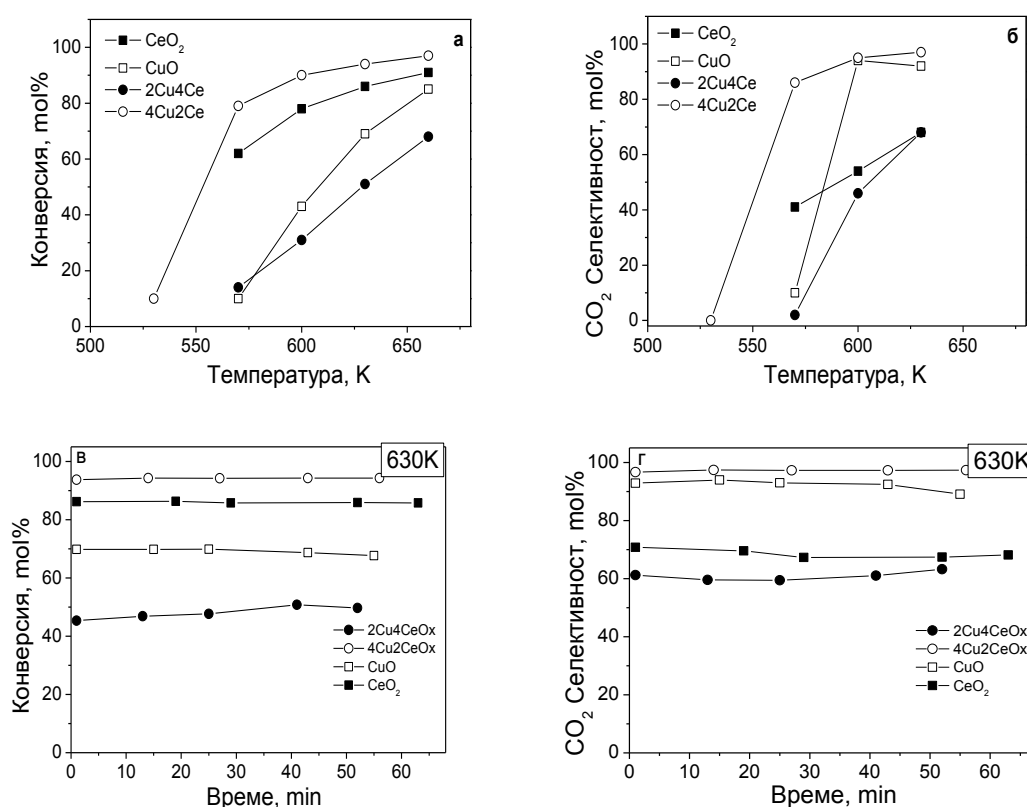 а
CeO2
CuO
2Cu4Ce
4Cu2Ce
Конверсия, mol%
100
80
60
40
20
0
500
550
600
650
Температура, K
б
CeO2
CuO
2Cu4Ce
4Cu2Ce
CO2 Селективност, mol%
100
80
60
40
20
0
500
550
600
650
Температура, K
в
630K
Конверсия, mol%
100
80
60
40
20
0
2Cu4CeOx
4Cu2CeOx
CuO
CeO2
0
10
20
30
40
50
60
Време, min
г
630K
CO2 Селективност, mol%
100
80
60
40
20
0
2Cu4CeOx
4Cu2CeOx
CuO
CeO2
0
10
20
30
40
50
60
Време, min